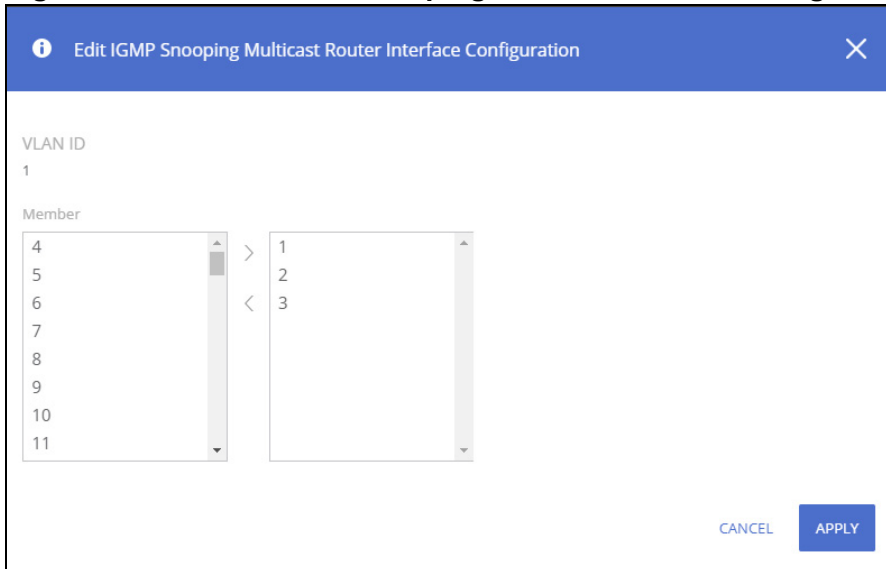 Edit IGMP Snooping Multicast Router Interface Configuration
VLAN ID
1
Member
4
5
6
7
8
9
10
11
1
2
3
CANCEL
APPLY